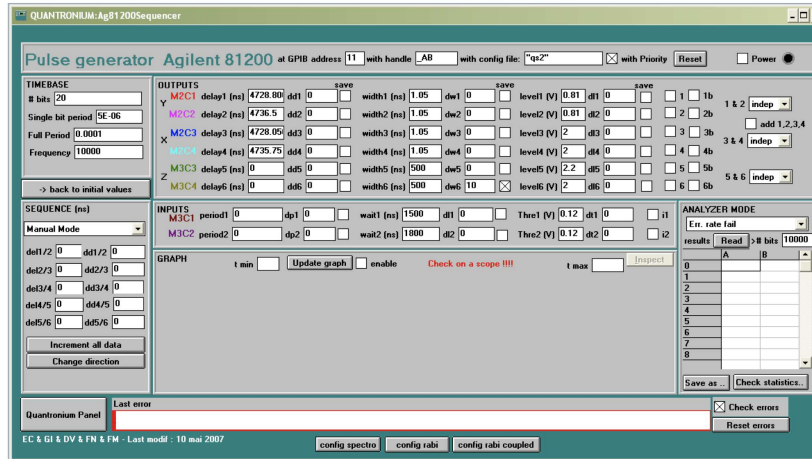 QUANTRONIUM:Ag81200Sequencer
Pulse generator Agilent 81200 at GPIB address 11 with handle _AB with config file: "qs2" with Priority Reset Power
TIMEBASE
# bits 20
Single bit period 5E-06
Full Period 0.0001
Frequency 10000
-> back to initial values
OUTPUTS
save save save
Y M2C1 delay1 (ns) 4728.80 dd1 0 width1 (ns) 1.05 dw1 0 level1 (V) 0.81 dl1 0 1 1b
M2C2 delay2 (ns) 4736.5 dd2 0 width2 (ns) 1.05 dw2 0 level2 (V) 0.81 dl2 0 2 2b
X M2C3 delay3 (ns) 4728.05 dd3 0 width3 (ns) 1.05 dw3 0 level3 (V) 2 dl3 0 3 3b
M2C4 delay4 (ns) 4735.75 dd4 0 width4 (ns) 1.05 dw4 0 level4 (V) 2 dl4 0 4 4b
Z M3C3 delay5 (ns) 0 dd5 0 width5 (ns) 500 dw5 0 level5 (V) 2.2 dl5 0 5 5b
M3C4 delay6 (ns) 0 dd6 0 width6 (ns) 500 dw6 10 level6 (V) 2 dl6 0 6 6b
1 & 2 indep
add 1,2,3,4
3 & 4 indep
5 & 6 indep
SEQUENCE (ns)
Manual Mode
del1/2 0 dd1/2 0
del2/3 0 dd2/3 0
del3/4 0 dd3/4 0
del4/5 0 dd4/5 0
del5/6 0 dd5/6 0
Increment all data
Change direction
INPUTS
M3C1 period1 0 dp1 0 wait1 (ns) 1500 dl1 0 Thre1 (V) 0.12 dt1 0 i1
M3C2 period2 0 dp2 0 wait2 (ns) 1800 dl2 0 Thre2 (V) 0.12 dt2 0 i2
GRAPH
t min Update graph enable Check on a scope !!!! t max Inspect
ANALYZER MODE
Err. rate fail
results Read ># bits 10000
A B
0
1
2
3
4
5
6
7
8
Save as .. Check statistics..
Quantronium Panel
Last error
Check errors
Reset errors
EC & GI & DV & FN & FM - Last modif : 10 mai 2007
config spectro config rabi config rabi coupled